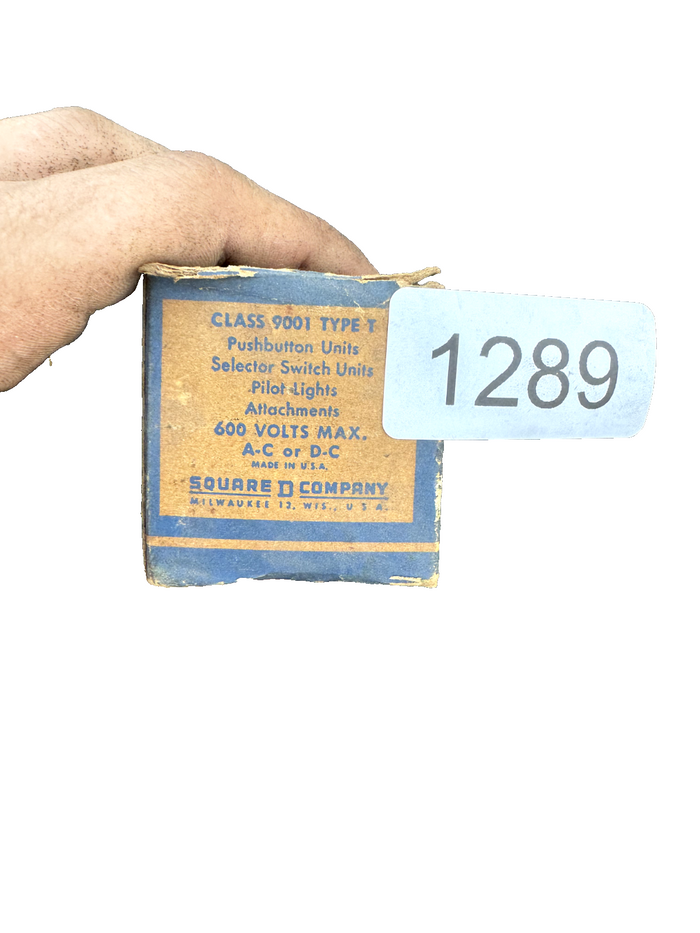 CLASS 9001 TYPE T
Pushbutton Units
Selector Switch Units
Pilot Lights
Attachments
600 VOLTS MAX.
A-C or D-C
MADE IN U.S.A.
SQUARE D COMPANY
MILWAUKEE 12, WIS., U S A
1289